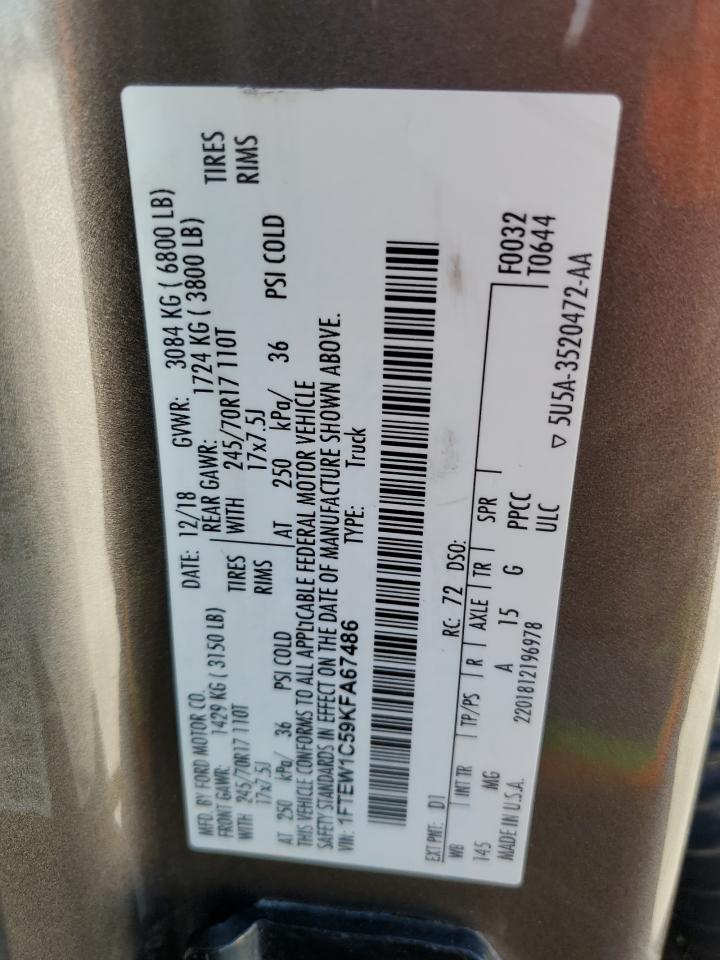 MFD. BY FORD MOTOR CO.
DATE: 12/18 GVWR: 3084 KG ( 6800 LB)
FRONT GAWR: 1429 KG ( 3150 LB) REAR GAWR: 1724 KG ( 3800 LB)
WITH 245/70R17 110T TIRES WITH 245/70R17 110T TIRES
17x7.5J RIMS 17x7.5J RIMS
AT 250 kPa/ 36 PSI COLD AT 250 kPa/ 36 PSI COLD
THIS VEHICLE CONFORMS TO ALL APPLICABLE FEDERAL MOTOR VEHICLE
SAFETY STANDARDS IN EFFECT ON THE DATE OF MANUFACTURE SHOWN ABOVE.
VIN: 1FTEW1C59KFA67486 TYPE: Truck
EXT PNT: D1 RC: 72 DSO: F0032
WB INT TR TP/PS R AXLE TR SPR T0644
145 MG A 15 G PPCC
MADE IN U.S.A. 2201812196978 ULC
▽ 5U5A-3520472-AA